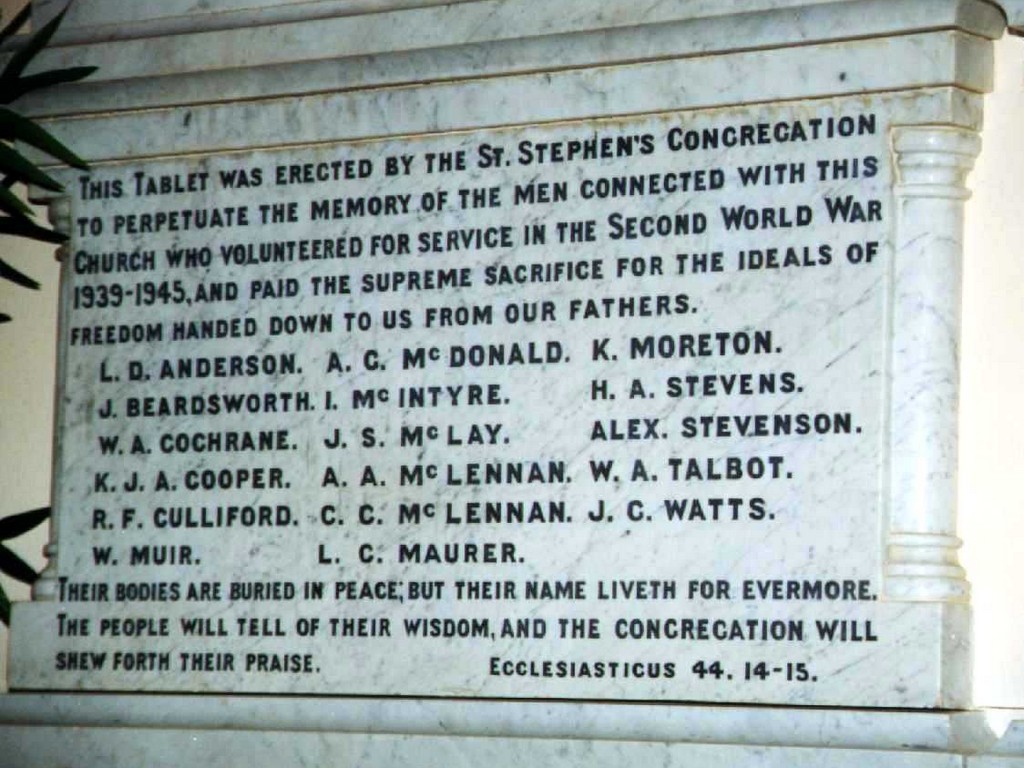 THIS TABLET WAS ERECTED BY THE ST. STEPHEN'S CONGREGATION
TO PERPETUATE THE MEMORY OF THE MEN CONNECTED WITH THIS
CHURCH WHO VOLUNTEERED FOR SERVICE IN THE SECOND WORLD WAR
1939-1945, AND PAID THE SUPREME SACRIFICE FOR THE IDEALS OF
FREEDOM HANDED DOWN TO US FROM OUR FATHERS.
L. D. ANDERSON. A. C. Mc DONALD. K. MORETON.
J. BEARDSWORTH. I. Mc INTYRE. H. A. STEVENS.
W. A. COCHRANE. J. S. Mc LAY. ALEX. STEVENSON.
K. J. A. COOPER. A. A. Mc LENNAN. W. A. TALBOT.
R. F. CULLIFORD. C. C. Mc LENNAN. J. C. WATTS.
W. MUIR. L. C. MAURER.
THEIR BODIES ARE BURIED IN PEACE; BUT THEIR NAME LIVETH FOR EVERMORE.
THE PEOPLE WILL TELL OF THEIR WISDOM, AND THE CONGREGATION WILL
SHEW FORTH THEIR PRAISE. ECCLESIASTICUS 44. 14-15.